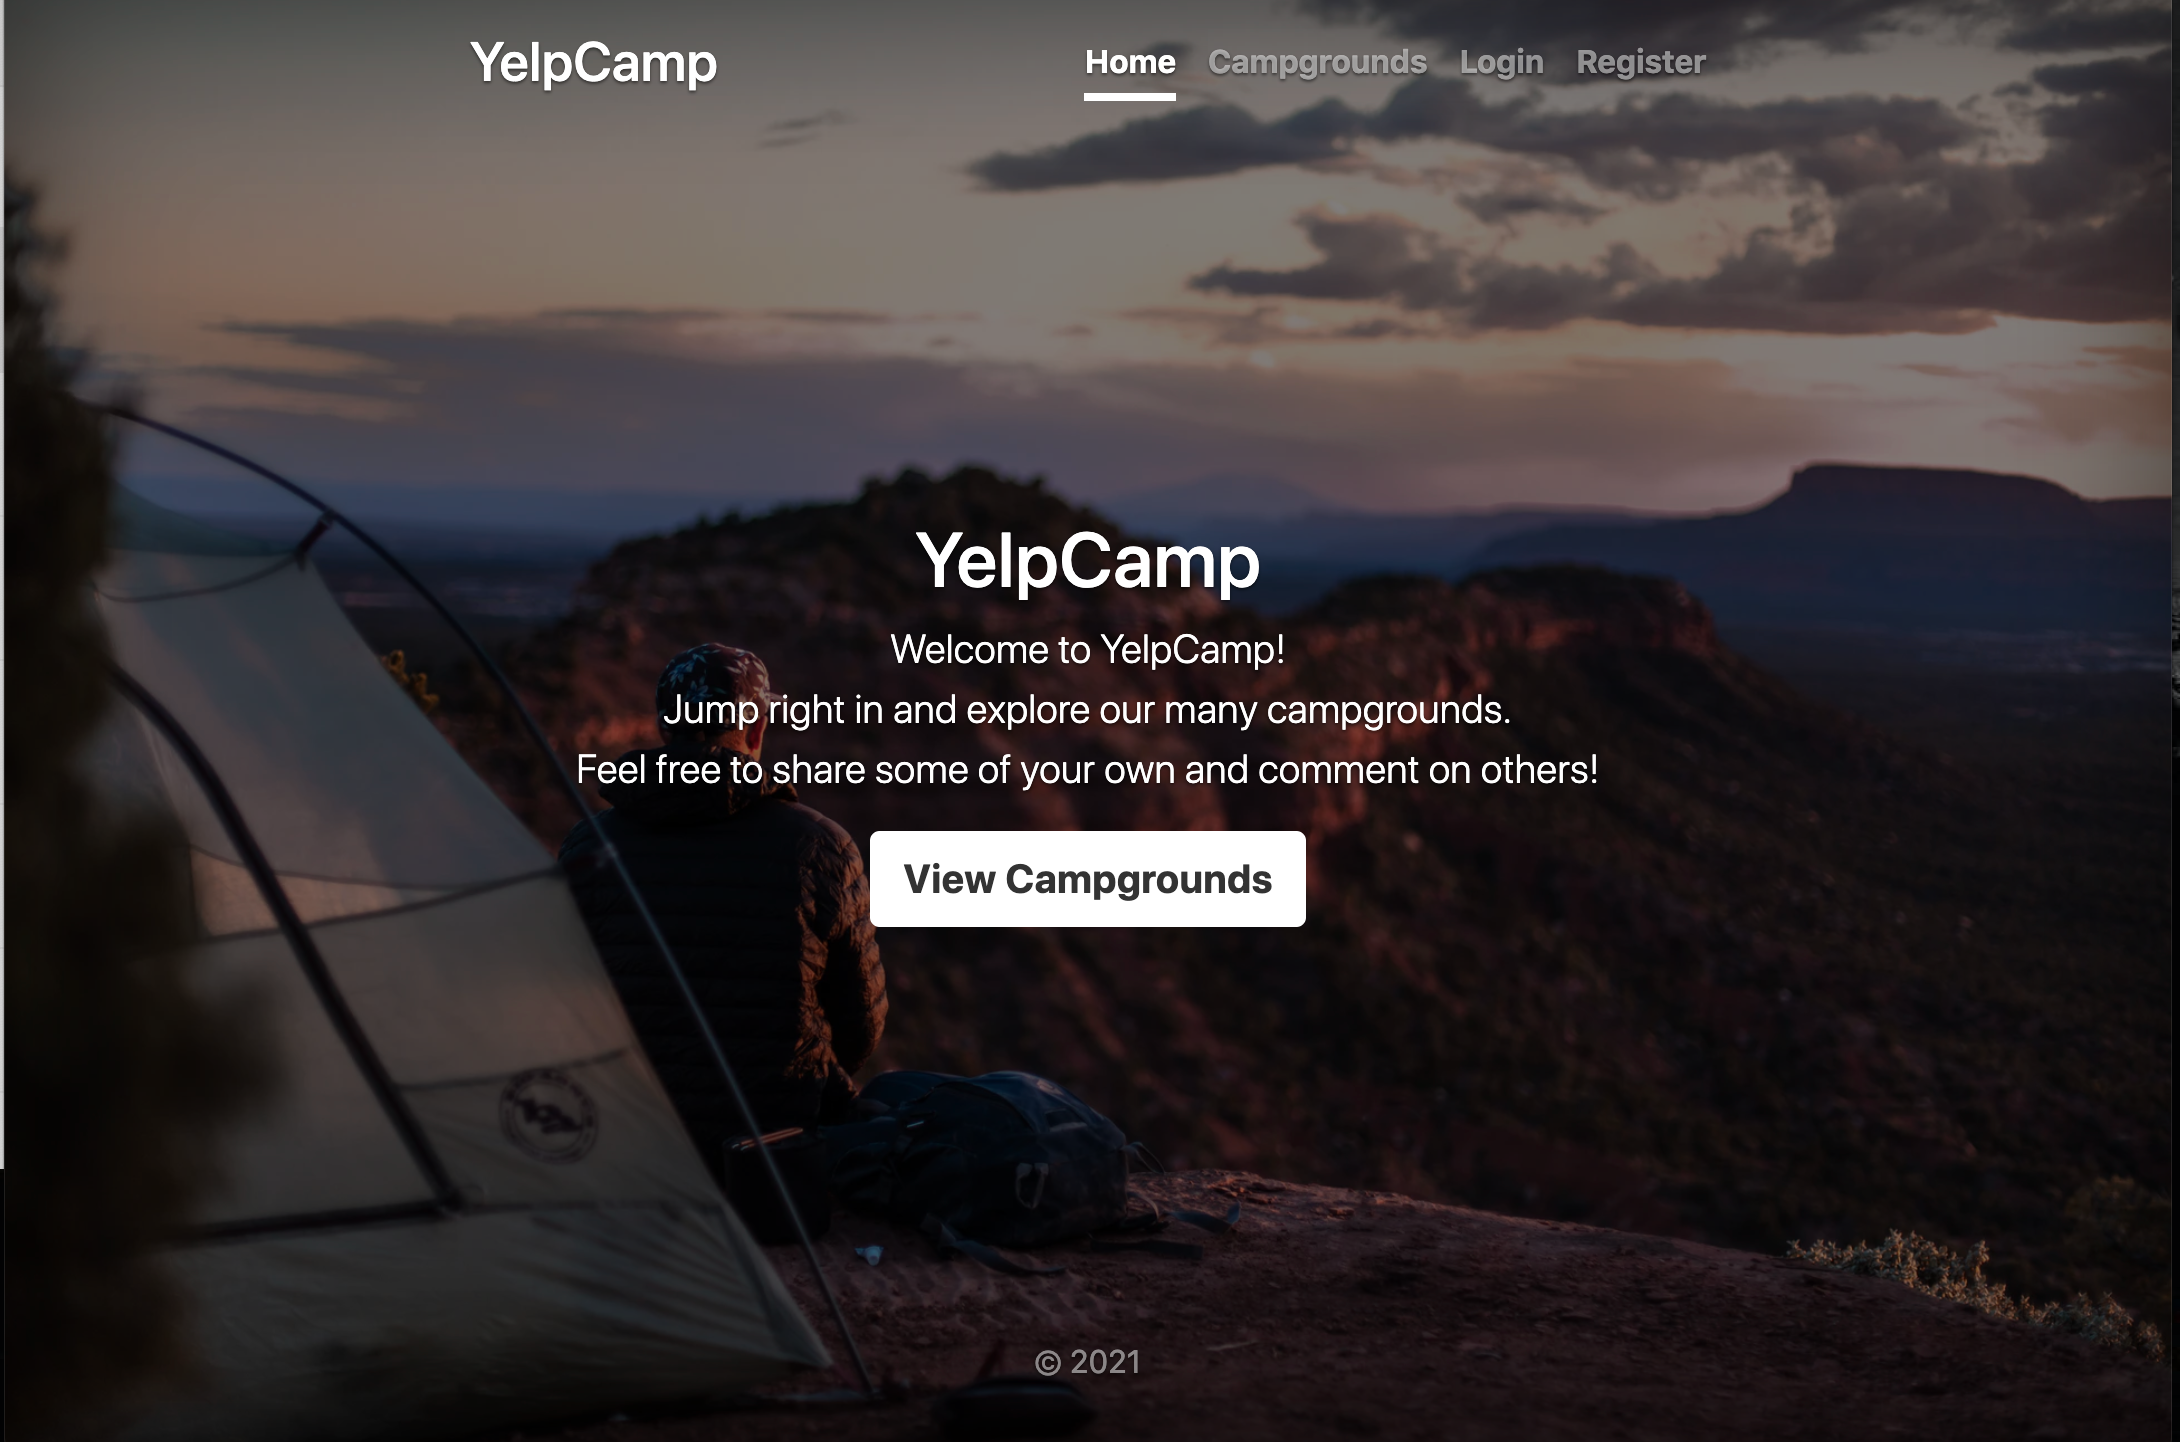 YelpCamp
Home Campgrounds Login Register
YelpCamp
Welcome to YelpCamp!
Jump right in and explore our many campgrounds.
Feel free to share some of your own and comment on others!
View Campgrounds
© 2021